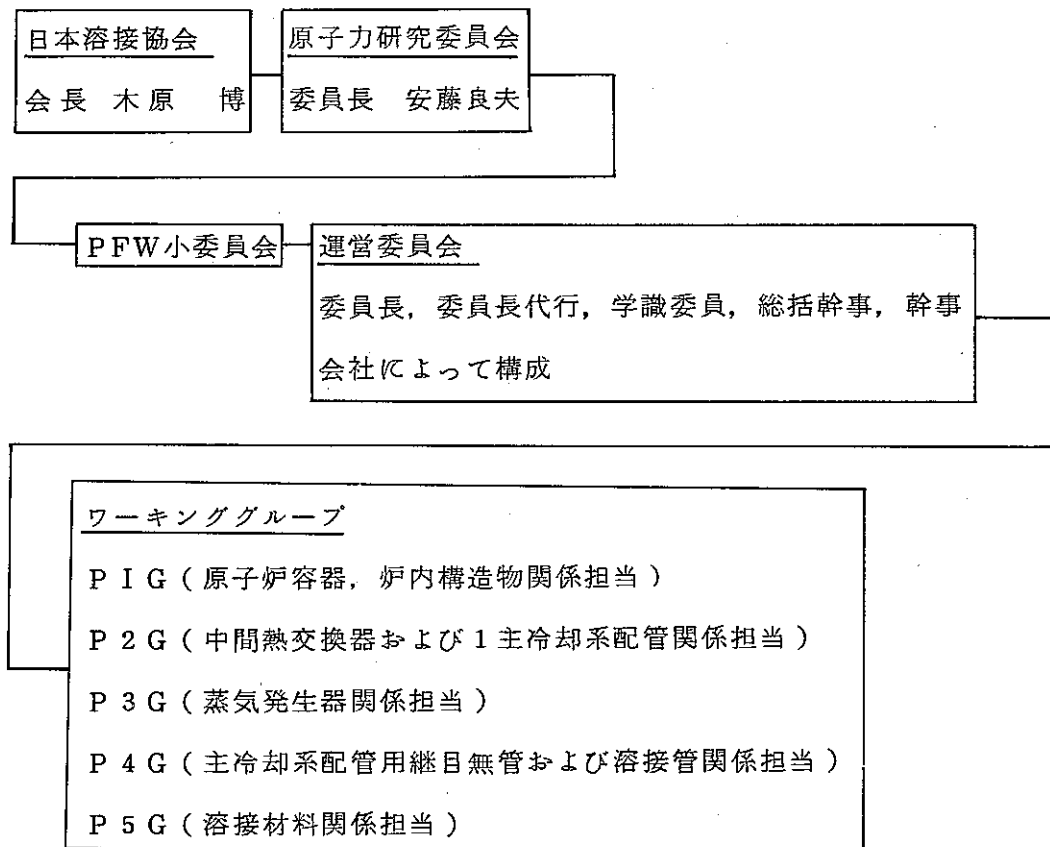 日本溶接協会
会長 木原 博
原子力研究委員会
委員長 安藤良夫
PFW小委員会
運営委員会
委員長，委員長代行，学識委員，総括幹事，幹事
会社によって構成
ワーキンググループ
P I G（原子炉容器，炉内構造物関係担当）
P 2 G（中間熱交換器および1主冷却系配管関係担当）
P 3 G（蒸気発生器関係担当）
P 4 G（主冷却系配管用継目無管および溶接管関係担当）
P 5 G（溶接材料関係担当）